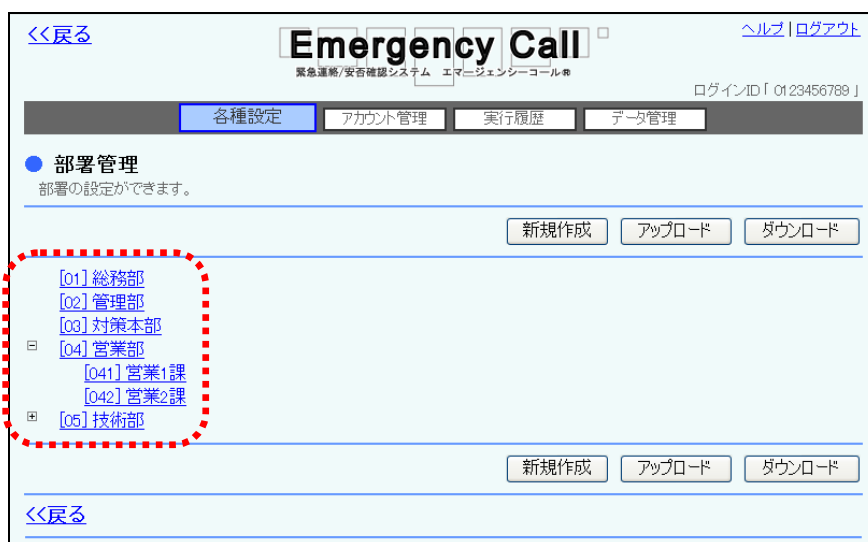 <<戻る
Emergency Call
ヘルプ | ログアウト
緊急連絡/安否確認システム エマージェンシーコール®
ログインID「0123456789」
各種設定 アカウント管理 実行履歴 データ管理
部署管理
部署の設定ができます。
新規作成 アップロード ダウンロード
[01] 総務部
[02] 管理部
[03] 対策本部
[04] 営業部
[041] 営業1課
[042] 営業2課
[05] 技術部
新規作成 アップロード ダウンロード
<<戻る